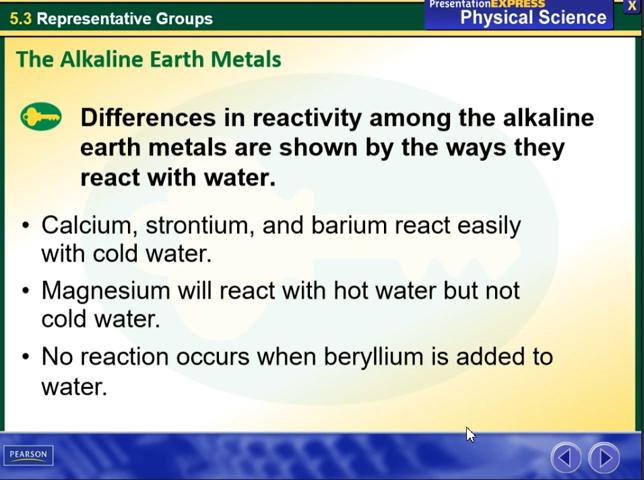 PresentationEXPRESS
5.3 Representative Groups
Physical Science
X
The Alkaline Earth Metals
Differences in reactivity among the alkaline
earth metals are shown by the ways they
react with water.
• Calcium, strontium, and barium react easily
with cold water.
• Magnesium will react with hot water but not
cold water.
• No reaction occurs when beryllium is added to
water.
PEARSON